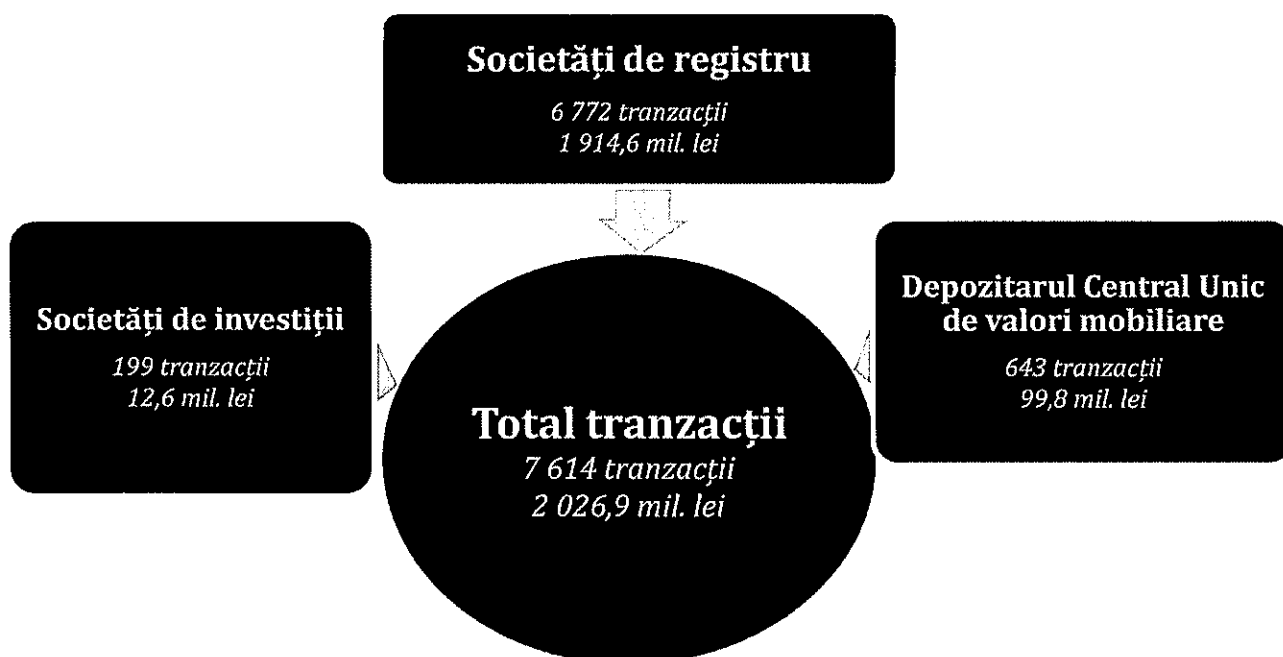 Societăți de registru
6 772 tranzacții
1 914,6 mil. lei
Societăți de investiții
199 tranzacții
12,6 mil. lei
Depozitarul Central Unic
de valori mobiliare
643 tranzacții
99,8 mil. lei
Total tranzacții
7 614 tranzacții
2 026,9 mil. lei